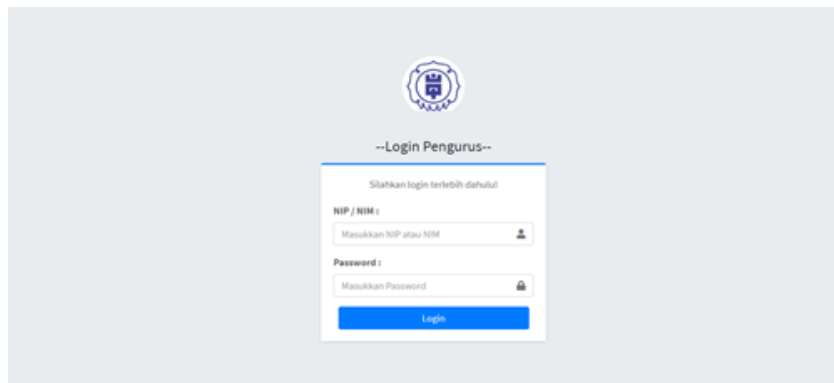 --Login Pengurus--
Silahkan login terlebih dahulu!
NIP / NIM :
Masukkan NIP atau NIM
Password :
Masukkan Password
Login